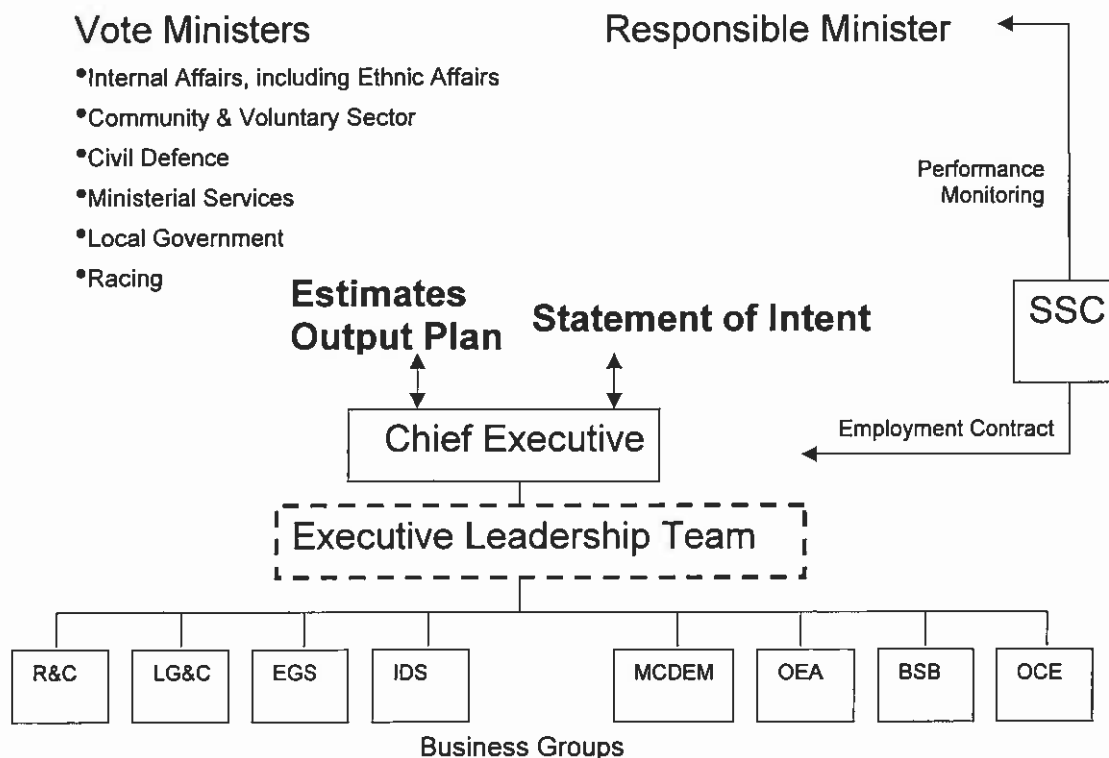 Vote Ministers
•Internal Affairs, including Ethnic Affairs
•Community & Voluntary Sector
•Civil Defence
•Ministerial Services
•Local Government
•Racing
Responsible Minister
Performance
Monitoring
SSC
Estimates
Output Plan
Statement of Intent
Chief Executive
Employment Contract
Executive Leadership Team
R&C
LG&C
EGS
IDS
MCDEM
OEA
BSB
OCE
Business Groups